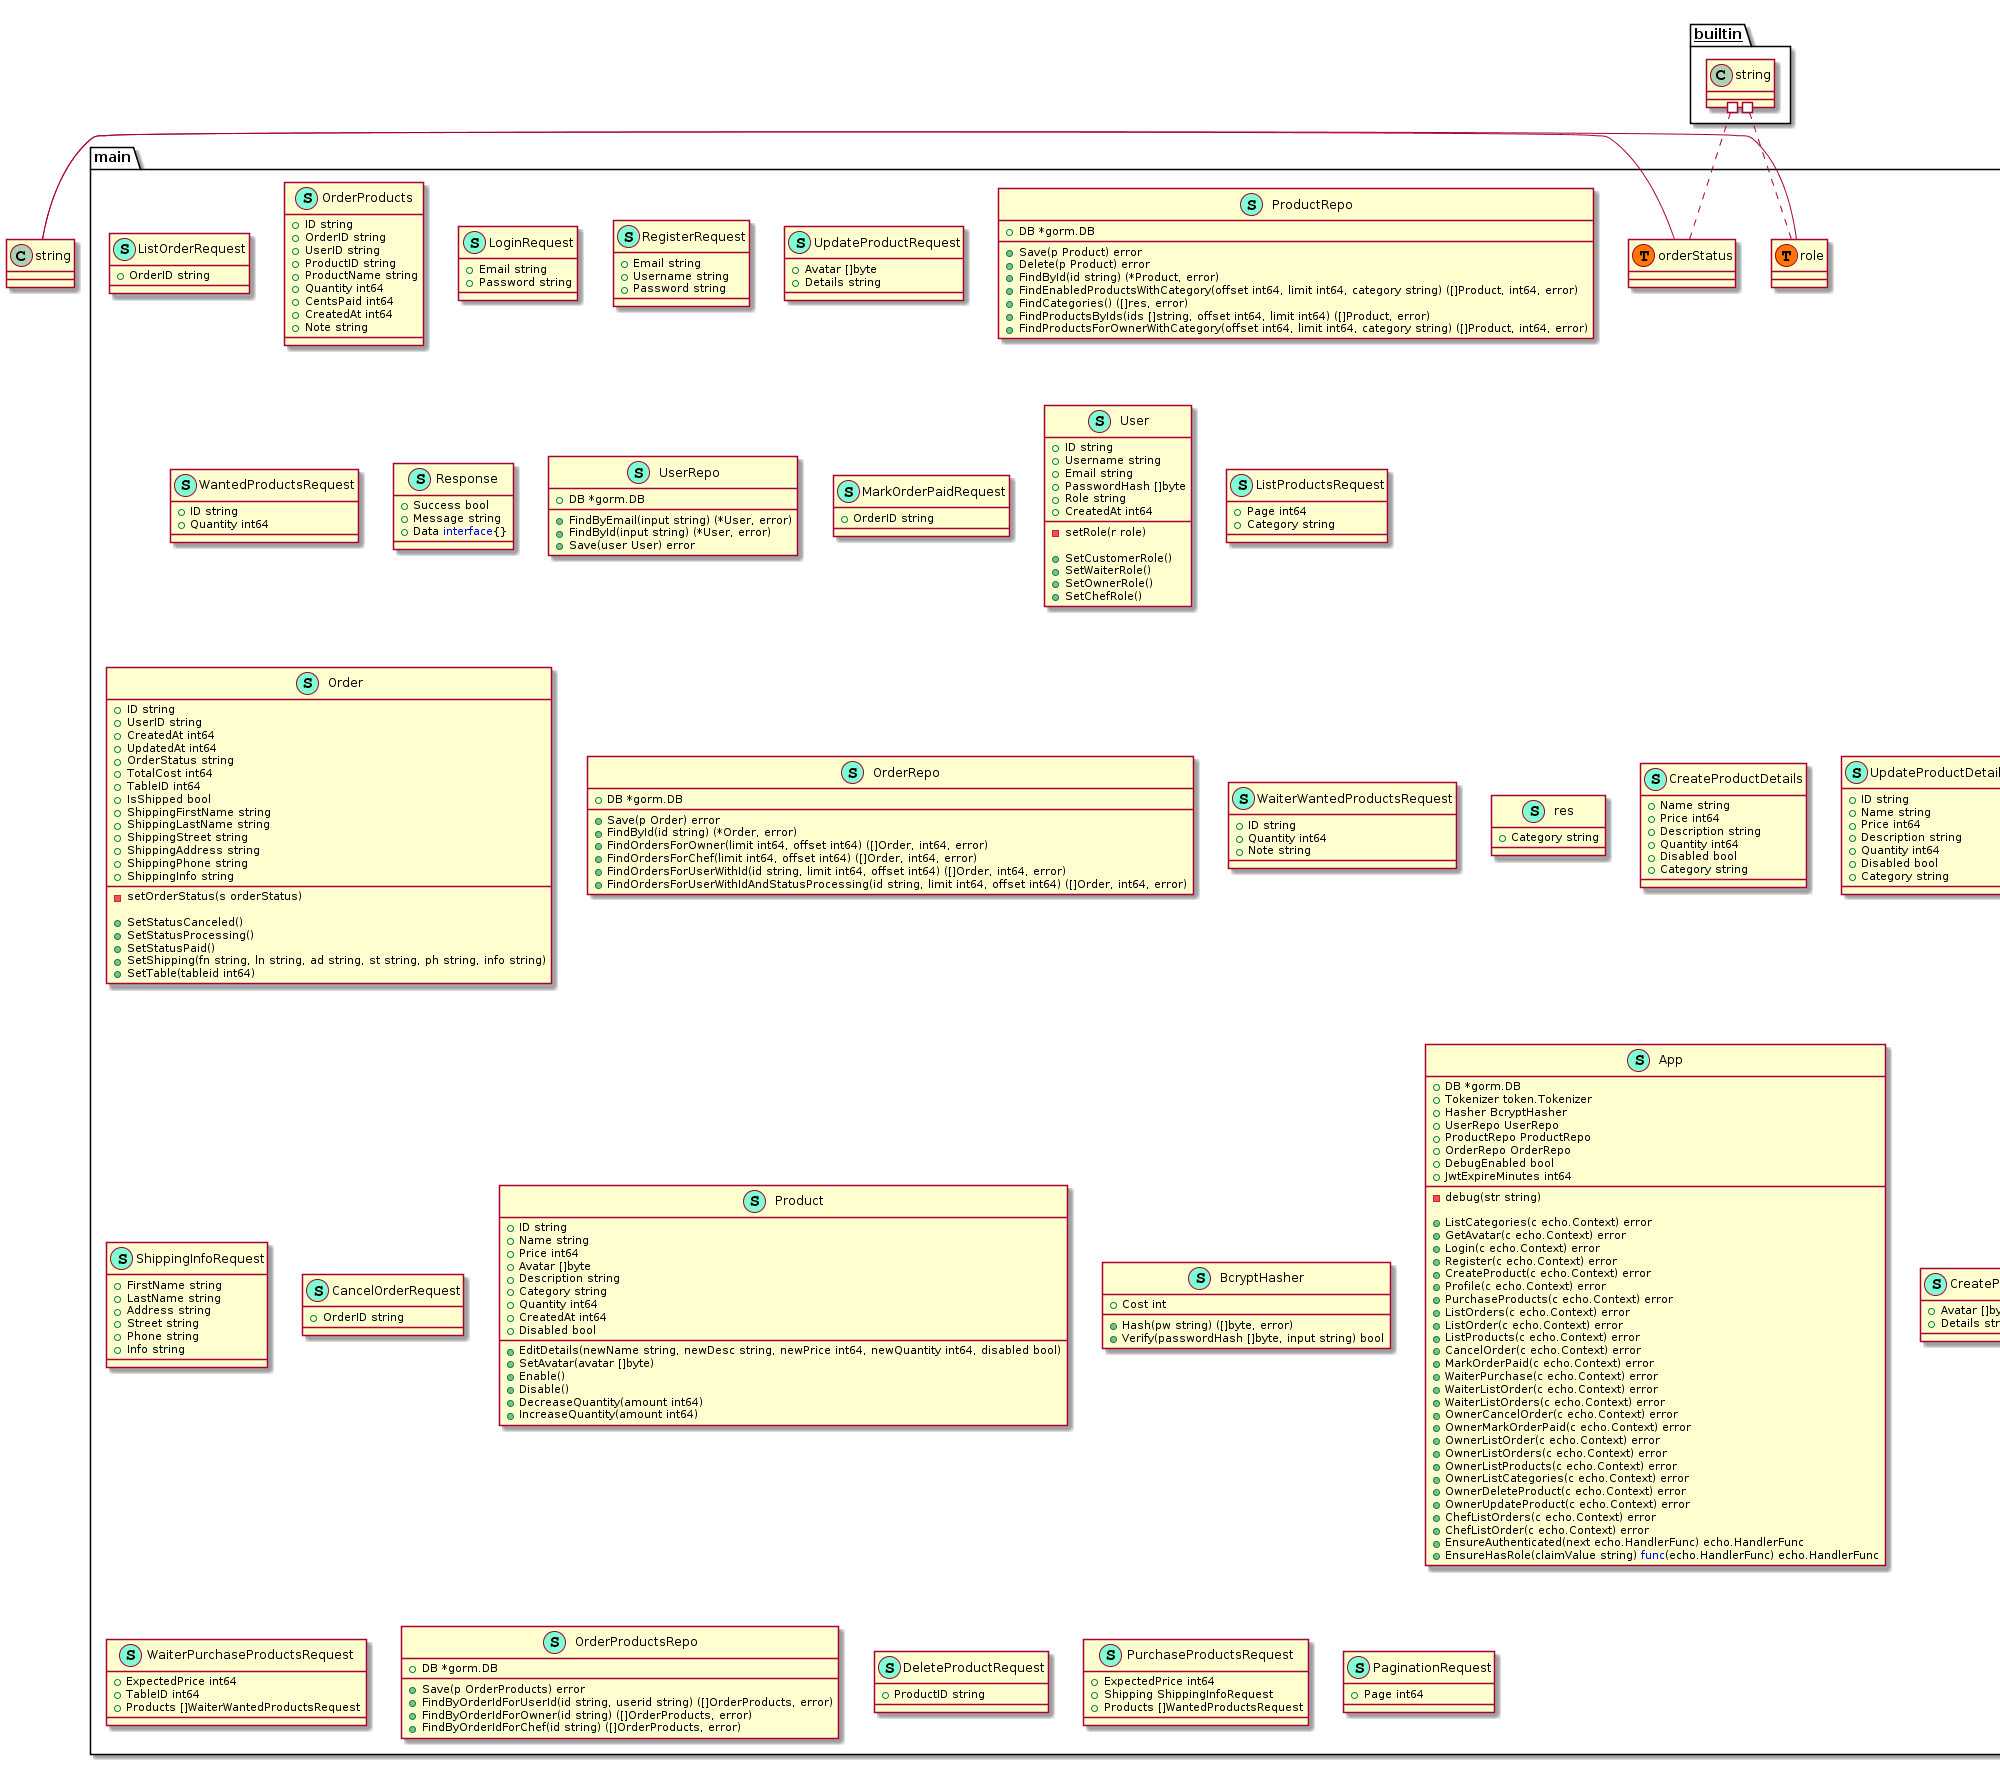 builtin
C string
main
C string
S ListOrderRequest
OrderID string
S OrderProducts
ID string
OrderID string
UserID string
ProductID string
ProductName string
Quantity int64
CentsPaid int64
CreatedAt int64
Note string
S LoginRequest
Email string
Password string
S RegisterRequest
Email string
Username string
Password string
S UpdateProductRequest
Avatar []byte
Details string
S ProductRepo
DB *gorm.DB
Save(p Product) error
Delete(p Product) error
FindById(id string) (*Product, error)
FindEnabledProductsWithCategory(offset int64, limit int64, category string) ([]Product, int64, error)
FindCategories() ([]res, error)
FindProductsByIds(ids []string, offset int64, limit int64) ([]Product, error)
FindProductsForOwnerWithCategory(offset int64, limit int64, category string) ([]Product, int64, error)
T orderStatus
T role
S WantedProductsRequest
ID string
Quantity int64
S Response
Success bool
Message string
Data interface{}
S UserRepo
DB *gorm.DB
FindByEmail(input string) (*User, error)
FindById(input string) (*User, error)
Save(user User) error
S MarkOrderPaidRequest
OrderID string
S User
ID string
Username string
Email string
PasswordHash []byte
Role string
CreatedAt int64
setRole(r role)
SetCustomerRole()
SetWaiterRole()
SetOwnerRole()
SetChefRole()
S ListProductsRequest
Page int64
Category string
S Order
ID string
UserID string
CreatedAt int64
UpdatedAt int64
OrderStatus string
TotalCost int64
TableID int64
IsShipped bool
ShippingFirstName string
ShippingLastName string
ShippingStreet string
ShippingAddress string
ShippingPhone string
ShippingInfo string
setOrderStatus(s orderStatus)
SetStatusCanceled()
SetStatusProcessing()
SetStatusPaid()
SetShipping(fn string, ln string, ad string, st string, ph string, info string)
SetTable(tableid int64)
S OrderRepo
DB *gorm.DB
Save(p Order) error
FindById(id string) (*Order, error)
FindOrdersForOwner(limit int64, offset int64) ([]Order, int64, error)
FindOrdersForChef(limit int64, offset int64) ([]Order, int64, error)
FindOrdersForUserWithId(id string, limit int64, offset int64) ([]Order, int64, error)
FindOrdersForUserWithIdAndStatusProcessing(id string, limit int64, offset int64) ([]Order, int64, error)
S WaiterWantedProductsRequest
ID string
Quantity int64
Note string
S res
Category string
S CreateProductDetails
Name string
Price int64
Description string
Quantity int64
Disabled bool
Category string
S UpdateProductDetail
ID string
Name string
Price int64
Description string
Quantity int64
Disabled bool
Category string
S ShippingInfoRequest
FirstName string
LastName string
Address string
Street string
Phone string
Info string
S CancelOrderRequest
OrderID string
S Product
ID string
Name string
Price int64
Avatar []byte
Description string
Category string
Quantity int64
CreatedAt int64
Disabled bool
EditDetails(newName string, newDesc string, newPrice int64, newQuantity int64, disabled bool)
SetAvatar(avatar []byte)
Enable()
Disable()
DecreaseQuantity(amount int64)
IncreaseQuantity(amount int64)
S BcryptHasher
Cost int
Hash(pw string) ([]byte, error)
Verify(passwordHash []byte, input string) bool
S App
DB *gorm.DB
Tokenizer token.Tokenizer
Hasher BcryptHasher
UserRepo UserRepo
ProductRepo ProductRepo
OrderRepo OrderRepo
DebugEnabled bool
JwtExpireMinutes int64
debug(str string)
ListCategories(c echo.Context) error
GetAvatar(c echo.Context) error
Login(c echo.Context) error
Register(c echo.Context) error
CreateProduct(c echo.Context) error
Profile(c echo.Context) error
PurchaseProducts(c echo.Context) error
ListOrders(c echo.Context) error
ListOrder(c echo.Context) error
ListProducts(c echo.Context) error
CancelOrder(c echo.Context) error
MarkOrderPaid(c echo.Context) error
WaiterPurchase(c echo.Context) error
WaiterListOrder(c echo.Context) error
WaiterListOrders(c echo.Context) error
OwnerCancelOrder(c echo.Context) error
OwnerMarkOrderPaid(c echo.Context) error
OwnerListOrder(c echo.Context) error
OwnerListOrders(c echo.Context) error
OwnerListProducts(c echo.Context) error
OwnerListCategories(c echo.Context) error
OwnerDeleteProduct(c echo.Context) error
OwnerUpdateProduct(c echo.Context) error
ChefListOrders(c echo.Context) error
ChefListOrder(c echo.Context) error
EnsureAuthenticated(next echo.HandlerFunc) echo.HandlerFunc
EnsureHasRole(claimValue string) func(echo.HandlerFunc) echo.HandlerFunc
S CreateP
Avatar []by
Details str
S WaiterPurchaseProductsRequest
ExpectedPrice int64
TableID int64
Products []WaiterWantedProductsRequest
S OrderProductsRepo
DB *gorm.DB
Save(p OrderProducts) error
FindByOrderIdForUserId(id string, userid string) ([]OrderProducts, error)
FindByOrderIdForOwner(id string) ([]OrderProducts, error)
FindByOrderIdForChef(id string) ([]OrderProducts, error)
S DeleteProductRequest
ProductID string
S PurchaseProductsRequest
ExpectedPrice int64
Shipping ShippingInfoRequest
Products []WantedProductsRequest
S PaginationRequest
Page int64